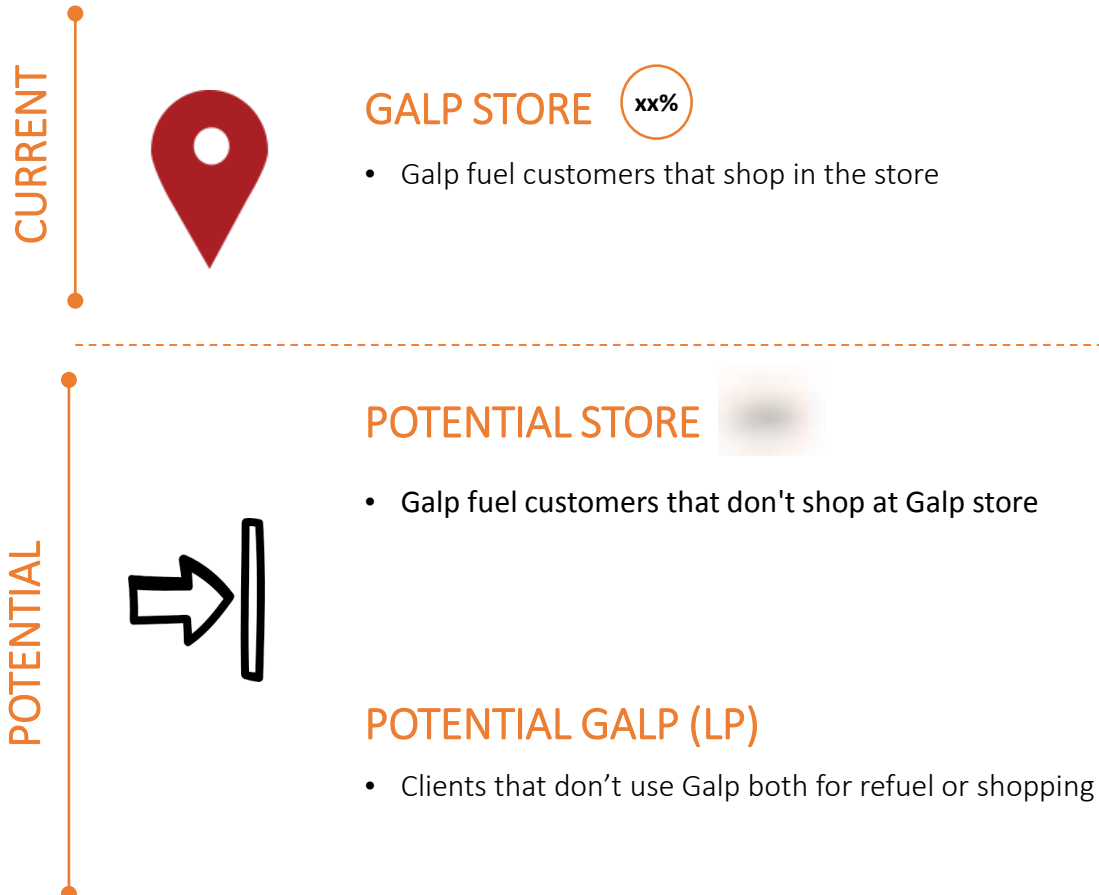 CURRENT
GALP STORE
xx%
• Galp fuel customers that shop in the store
POTENTIAL
POTENTIAL STORE
• Galp fuel customers that don't shop at Galp store
POTENTIAL GALP (LP)
• Clients that don’t use Galp both for refuel or shopping